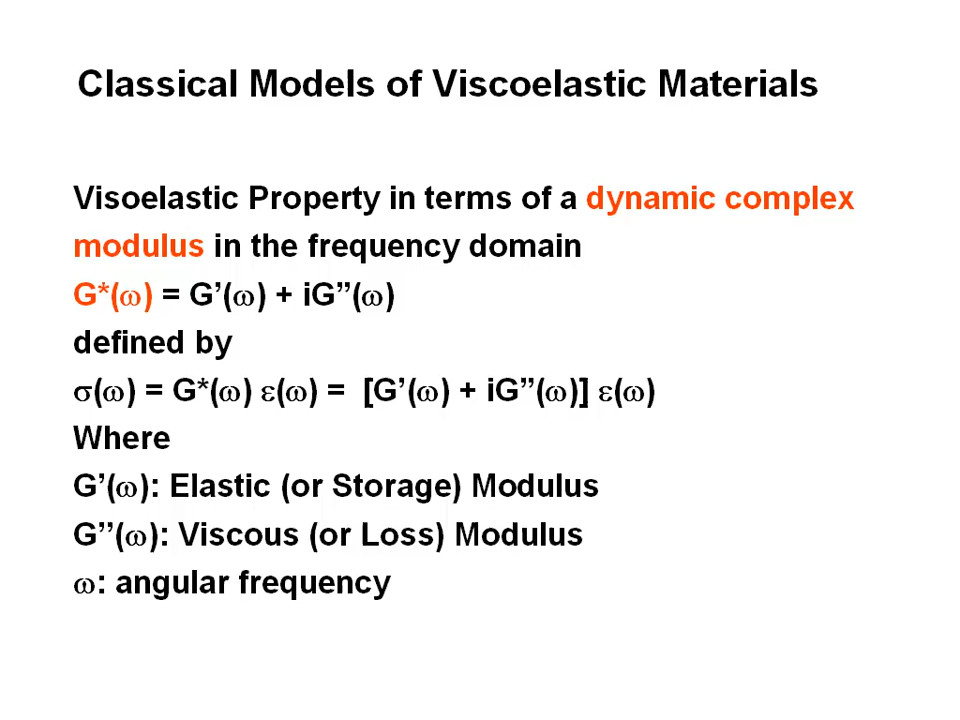 Classical Models of Viscoelastic Materials
Visoelastic Property in terms of a dynamic complex
modulus in the frequency domain
G*(ω) = G’(ω) + iG”(ω)
defined by
σ(ω) = G*(ω) ε(ω) = [G’(ω) + iG”(ω)] ε(ω)
Where
G’(ω): Elastic (or Storage) Modulus
G’’(ω): Viscous (or Loss) Modulus
ω: angular frequency